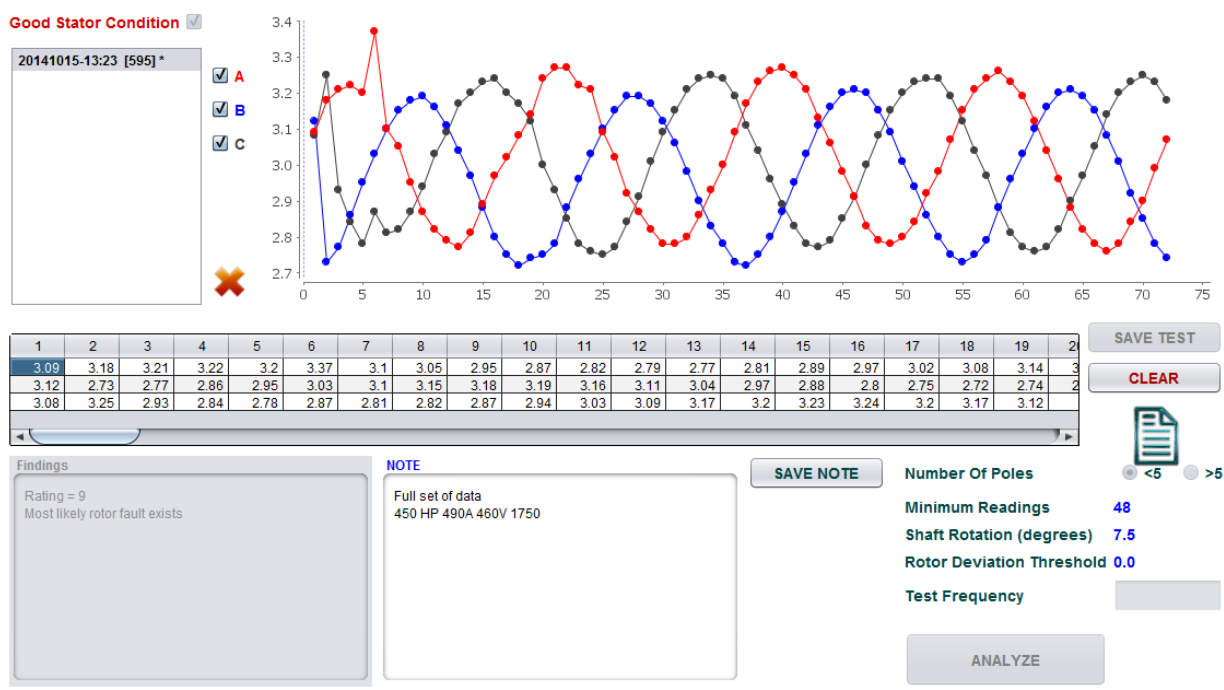 Good Stator Condition
20141015-13:23 [595] *
A
B
C
3.4
3.3
3.2
3.1
3.0
2.9
2.8
2.7
0 5 10 15 20 25 30 35 40 45 50 55 60 65 70 75
1 2 3 4 5 6 7 8 9 10 11 12 13 14 15 16 17 18 19
3.09 3.18 3.21 3.22 3.2 3.37 3.1 3.05 2.95 2.87 2.82 2.79 2.77 2.81 2.89 2.97 3.02 3.08 3.14
3.12 2.73 2.77 2.86 2.95 3.03 3.1 3.15 3.18 3.19 3.16 3.11 3.04 2.97 2.88 2.8 2.75 2.72 2.74
3.08 3.25 2.93 2.84 2.78 2.87 2.81 2.82 2.87 2.94 3.03 3.09 3.17 3.2 3.23 3.24 3.2 3.17 3.12
SAVE TEST
CLEAR
Findings
Rating = 9
Most likely rotor fault exists
NOTE
Full set of data
450 HP 490A 460V 1750
SAVE NOTE
Number Of Poles <5 >5
Minimum Readings 48
Shaft Rotation (degrees) 7.5
Rotor Deviation Threshold 0.0
Test Frequency
ANALYZE